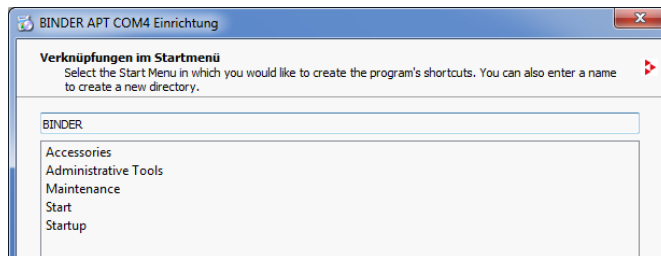 BINDER APT COM4 Einrichtung
Verknüpfungen im Startmenü
Select the Start Menu in which you would like to create the program's shortcuts. You can also enter a name
to create a new directory.
BINDER
Accessories
Administrative Tools
Maintenance
Start
Startup